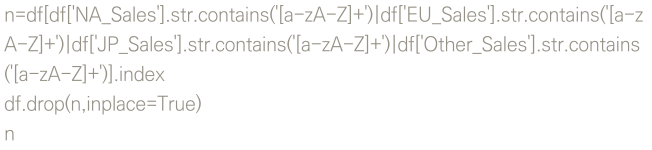 n=df[df['NA_Sales'].str.contains('[a-zA-Z]+')|df['EU_Sales'].str.contains('[a-z
A-Z]+')|df['JP_Sales'].str.contains('[a-zA-Z]+')|df['Other_Sales'].str.contains
('[a-zA-Z]+')].index
df.drop(n,inplace=True)
n